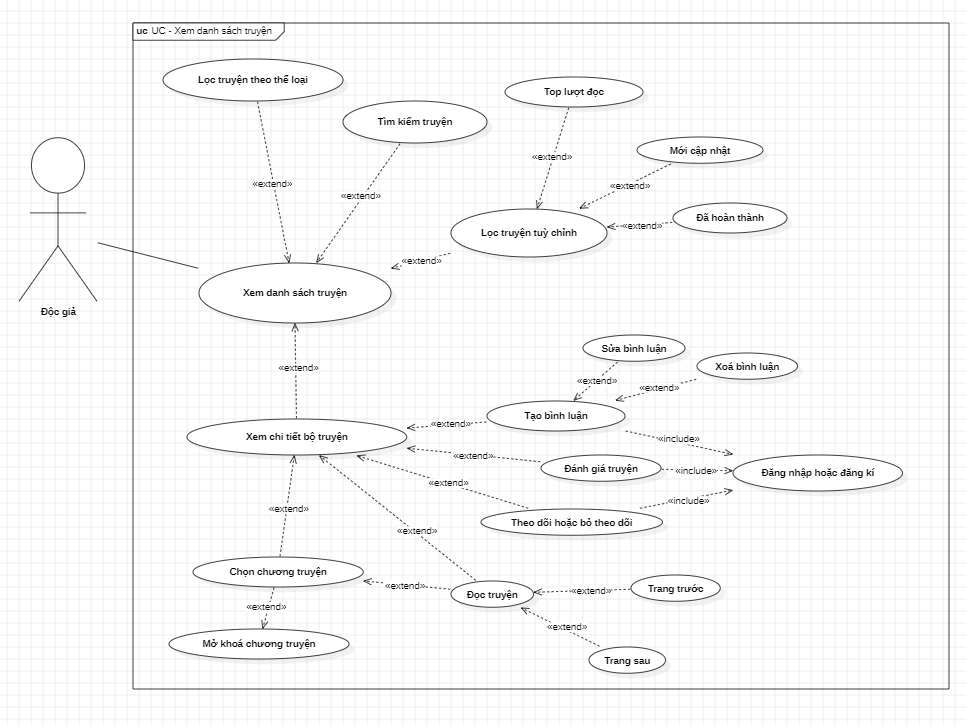 uc UC - Xem danh sách truyện
Lọc truyện theo thể loại
Top lượt đọc
Tìm kiếm truyện
Mới cập nhật
«extend»
«extend»
«extend»
«extend»
Đã hoàn thành
«extend»
Lọc truyện tuỳ chỉnh
«extend»
Xem danh sách truyện
Độc giả
Sửa bình luận
Xoá bình luận
«extend»
«extend»
«extend»
Tạo bình luận
«extend»
Xem chi tiết bộ truyện
«include»
«extend»
Đánh giá truyện
«include»
Đăng nhập hoặc đăng kí
«extend»
«include»
«extend»
Theo dõi hoặc bỏ theo dõi
«extend»
Chọn chương truyện
«extend»
Đọc truyện
«extend»
Trang trước
«extend»
«extend»
Mở khoá chương truyện
Trang sau